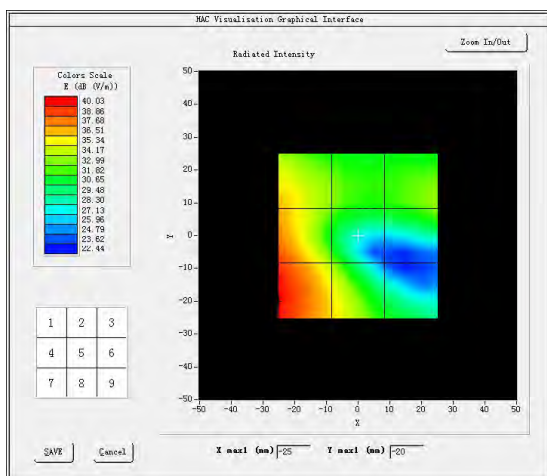 HAC Visualisation Graphical Interface
Zoom In/Out
Radiated Intensity
Colors Scale
E (dB (V/m))
40.03
38.86
37.68
36.51
35.34
34.17
32.99
31.82
30.65
29.48
28.30
27.13
25.96
24.79
23.62
22.44
50
40
30
20
10
0
-10
-20
-30
-40
-50
Y
-50 -40 -30 -20 -10 0 10 20 30 40 50
X
1 2 3
4 5 6
7 8 9
SAVE
Cancel
X max1 (mm) -25
Y max1 (mm) -20